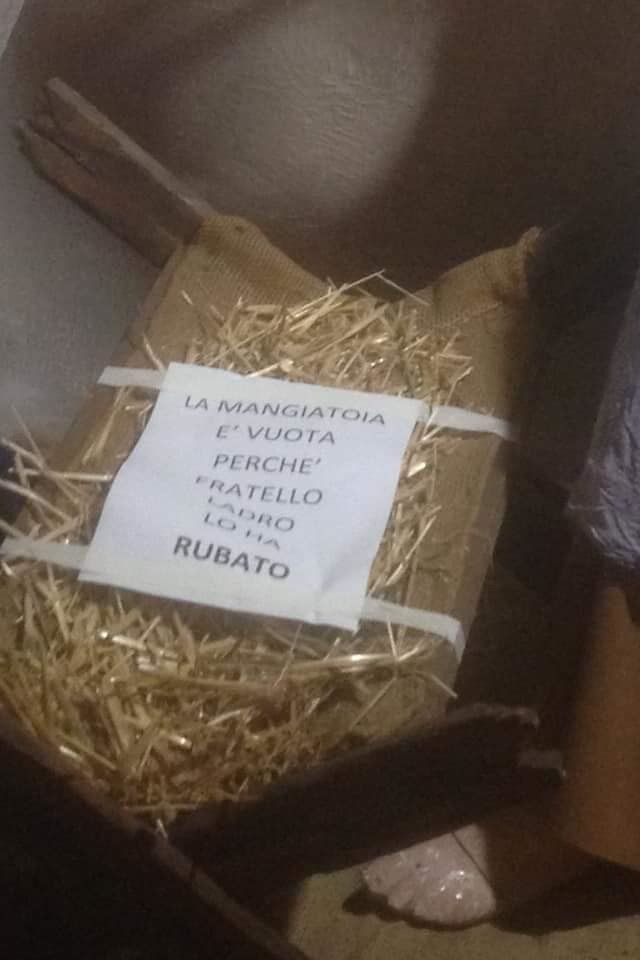 LA MANGIATOIA
E' VUOTA
PERCHE'
FRATELLO
LADRO
LO HA
RUBATO